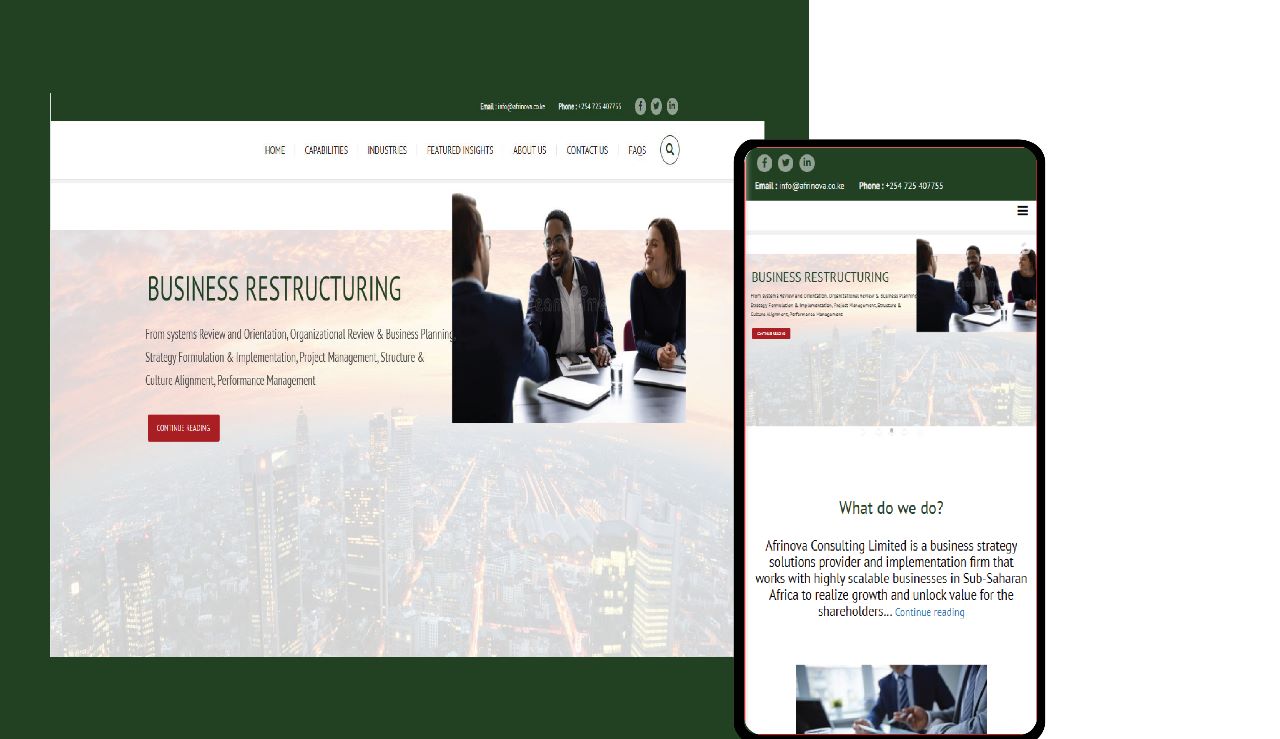 Email : info@afrinova.co.ke Phone : +254 725 407755
HOME CAPABILITIES INDUSTRIES FEATURED INSIGHTS ABOUT US CONTACT US FAQS
BUSINESS RESTRUCTURING
From systems Review and Orientation, Organizational Review & Business Planning,
Strategy Formulation & Implementation, Project Management, Structure &
Culture Alignment, Performance Management
CONTINUE READING
Email : info@afrinova.co.ke Phone : +254 725 407755
BUSINESS RESTRUCTURING
From systems Review and Orientation, Organizational Review & Business Planning
Strategy Formulation & Implementation, Project Management, Structure &
Culture Alignment, Performance Management
CONTINUE READING
What do we do?
Afrinova Consulting Limited is a business strategy
solutions provider and implementation firm that
works with highly scalable businesses in Sub-Saharan
Africa to realize growth and unlock value for the
shareholders... Continue reading